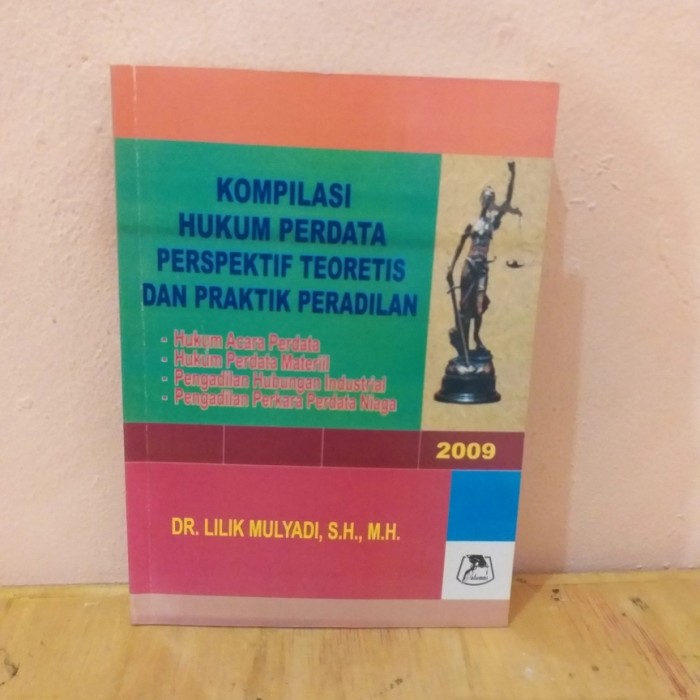 KOMPILASI
HUKUM PERDATA
PERSPEKTIF TEORETIS
DAN PRAKTIK PERADILAN
- Hukum Acara Perdata
- Hukum Perdata Materiil
- Pengadilan Hubungan Industrial
- Pengadilan Perkara Perdata Niaga
2009
DR. LILIK MULYADI, S.H., M.H.